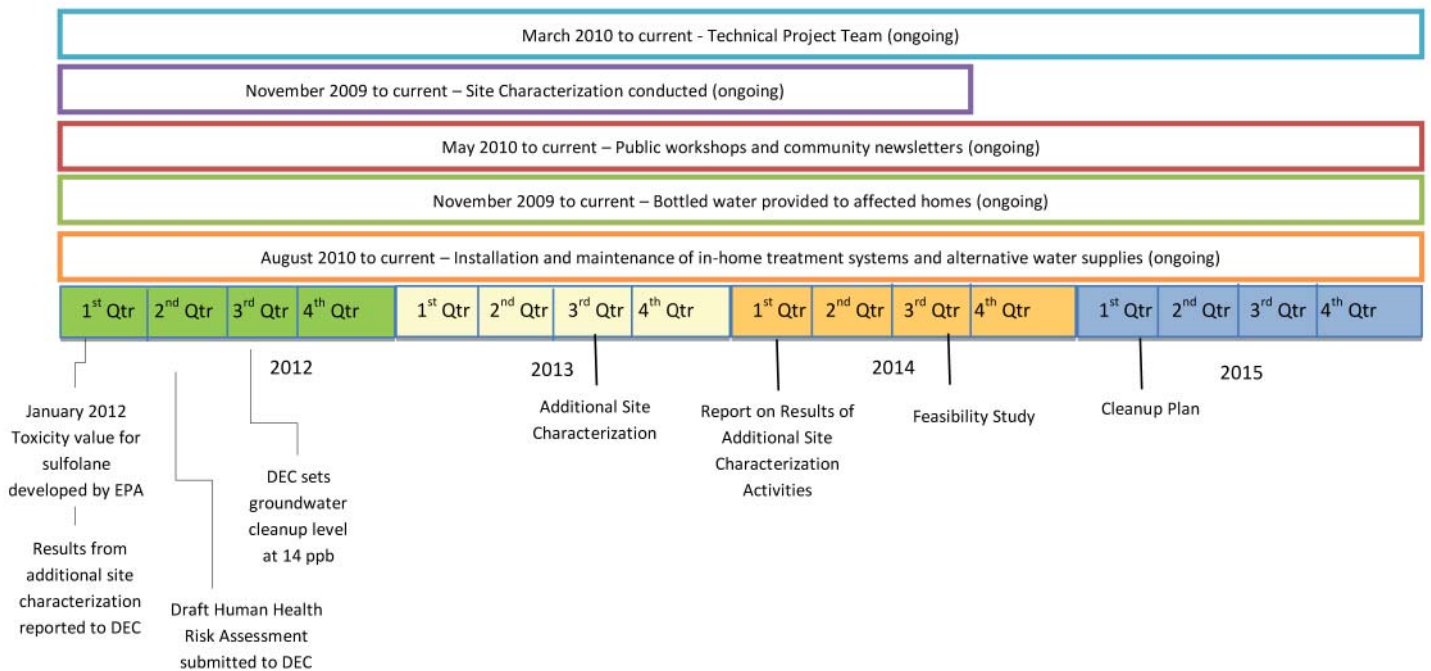 March 2010 to current - Technical Project Team (ongoing)
November 2009 to current – Site Characterization conducted (ongoing)
May 2010 to current – Public workshops and community newsletters (ongoing)
November 2009 to current – Bottled water provided to affected homes (ongoing)
August 2010 to current – Installation and maintenance of in-home treatment systems and alternative water supplies (ongoing)
1st Qtr 2nd Qtr 3rd Qtr 4th Qtr 1st Qtr 2nd Qtr 3rd Qtr 4th Qtr 1st Qtr 2nd Qtr 3rd Qtr 4th Qtr 1st Qtr 2nd Qtr 3rd Qtr 4th Qtr
2012 2013 2014 2015
January 2012
Toxicity value for
sulfolane
developed by EPA
Results from
additional site
characterization
reported to DEC
Draft Human Health
Risk Assessment
submitted to DEC
DEC sets
groundwater
cleanup level
at 14 ppb
Additional Site
Characterization
Report on Results of
Additional Site
Characterization
Activities
Feasibility Study
Cleanup Plan